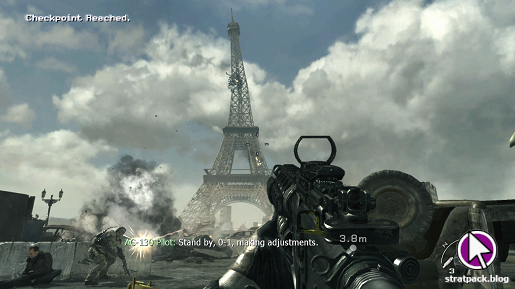 Checkpoint Reached.
AC-130 Pilot: Stand by, 0-1, making adjustments.
3.8m
N
3
stratpack.blog